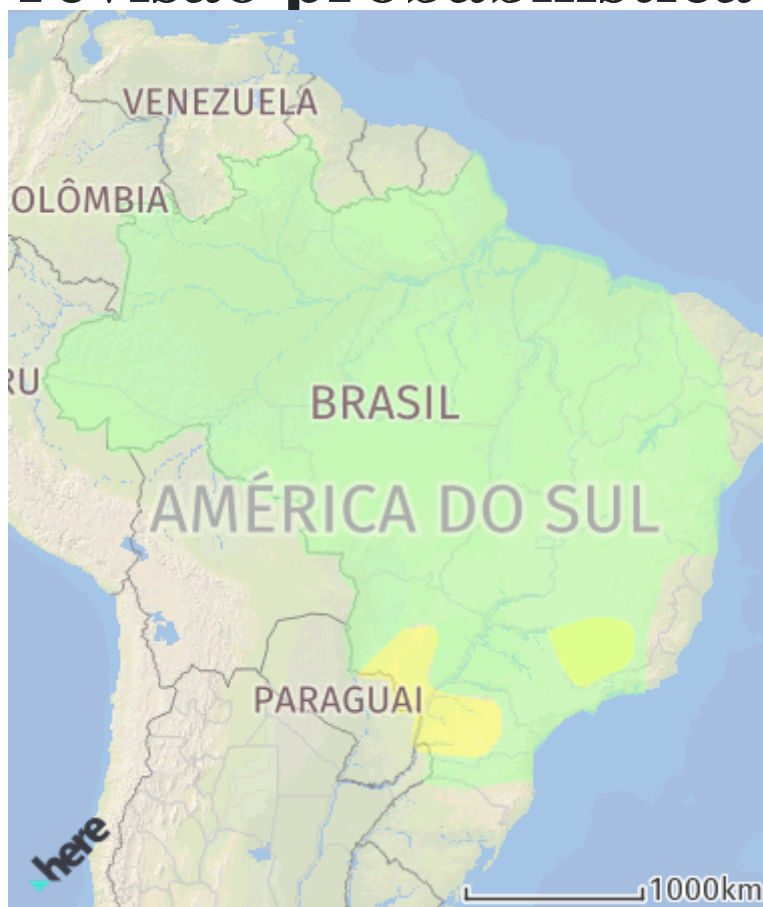 VENEZUELA
OLÔMBIA
RU
BRASIL
AMÉRICA DO SUL
PARAGUAI
here
1000km